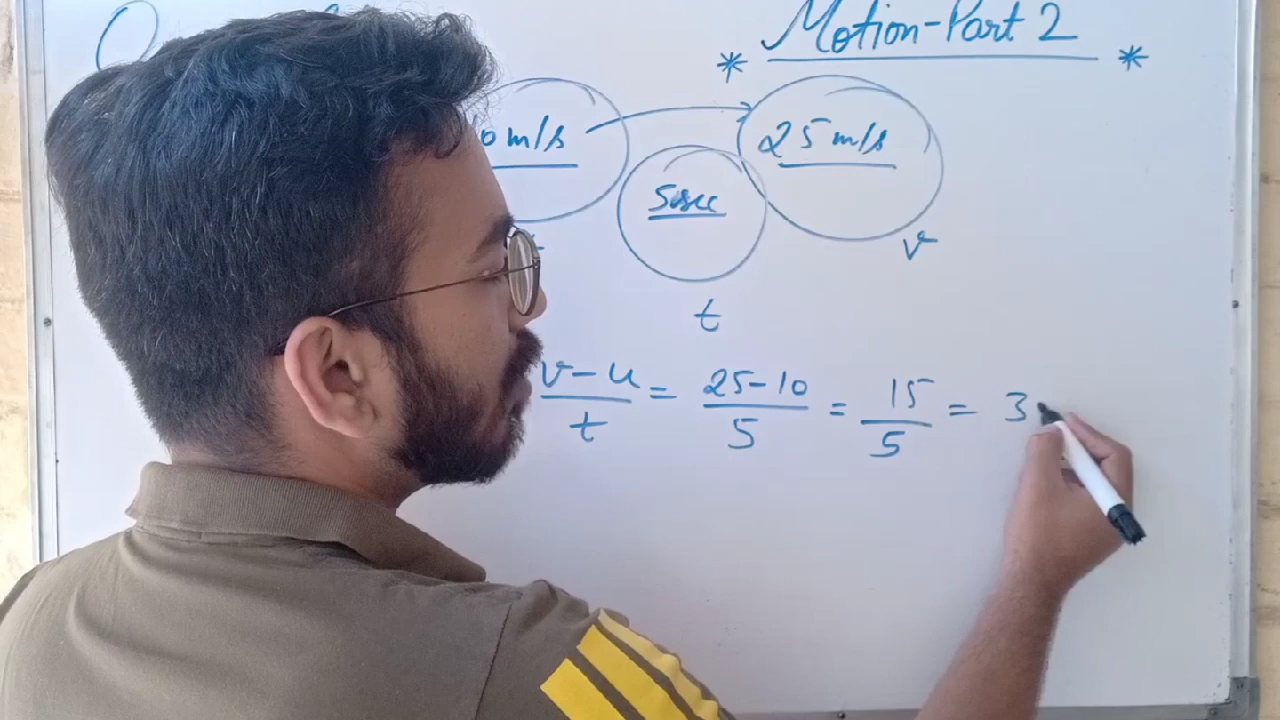 * Motion-Part 2 *
0 m/s 25 m/s
5 sec
v
t
v-u/t = 25-10/5 = 15/5 = 3